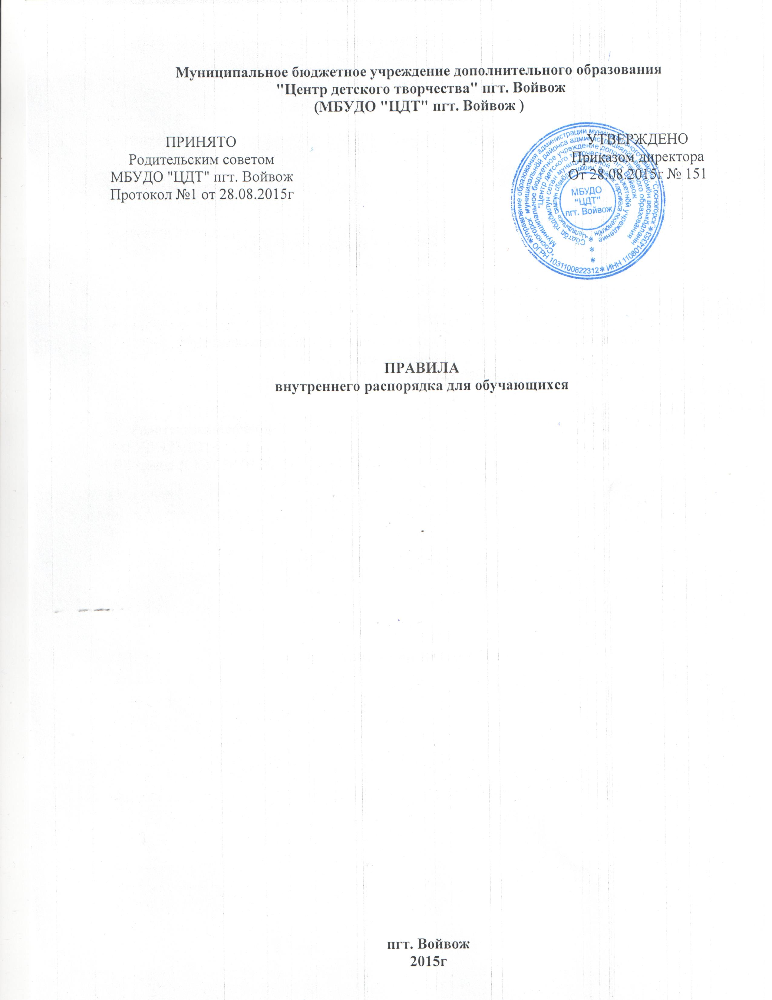 Муниципальное бюджетное учреждение дополнительного образования
"Центр детского творчества" пгт. Войвож
(МБУДО "ЦДТ" пгт. Войвож )
ПРИНЯТО
Родительским советом
МБУДО "ЦДТ" пгт. Войвож
Протокол №1 от 28.08.2015г
УТВЕРЖДЕНО
Приказом директора
От 28.08.2015г № 151
Управление образования администрации муниципального района "Сосногорск"
* ОГРН 1031100822312 * ИНН 1108014353 *
Муниципальное бюджетное учреждение дополнительного образования
"Центр детского творчества" пгт. Войвож
МБУДО
“ЦДТ”
пгт. Войвож
ПРАВИЛА
внутреннего распорядка для обучающихся
пгт. Войвож
2015г